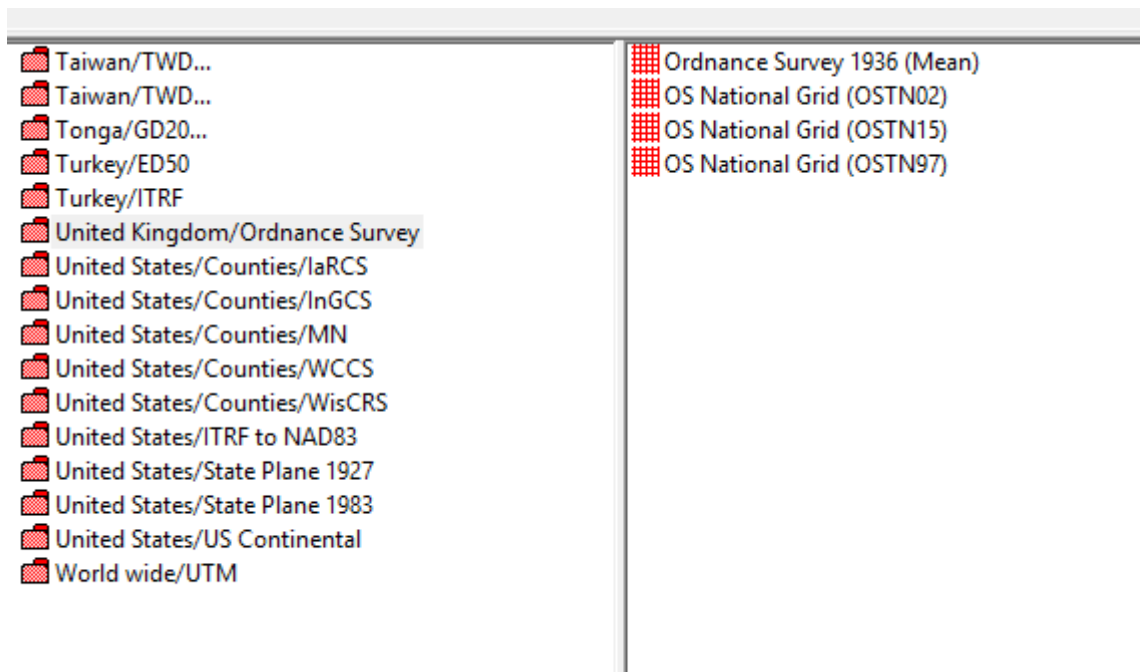 Taiwan/TWD...
Taiwan/TWD...
Tonga/GD20...
Turkey/ED50
Turkey/ITRF
United Kingdom/Ordnance Survey
United States/Counties/IaRCS
United States/Counties/InGCS
United States/Counties/MN
United States/Counties/WCCS
United States/Counties/WisCRS
United States/ITRF to NAD83
United States/State Plane 1927
United States/State Plane 1983
United States/US Continental
World wide/UTM
Ordnance Survey 1936 (Mean)
OS National Grid (OSTN02)
OS National Grid (OSTN15)
OS National Grid (OSTN97)